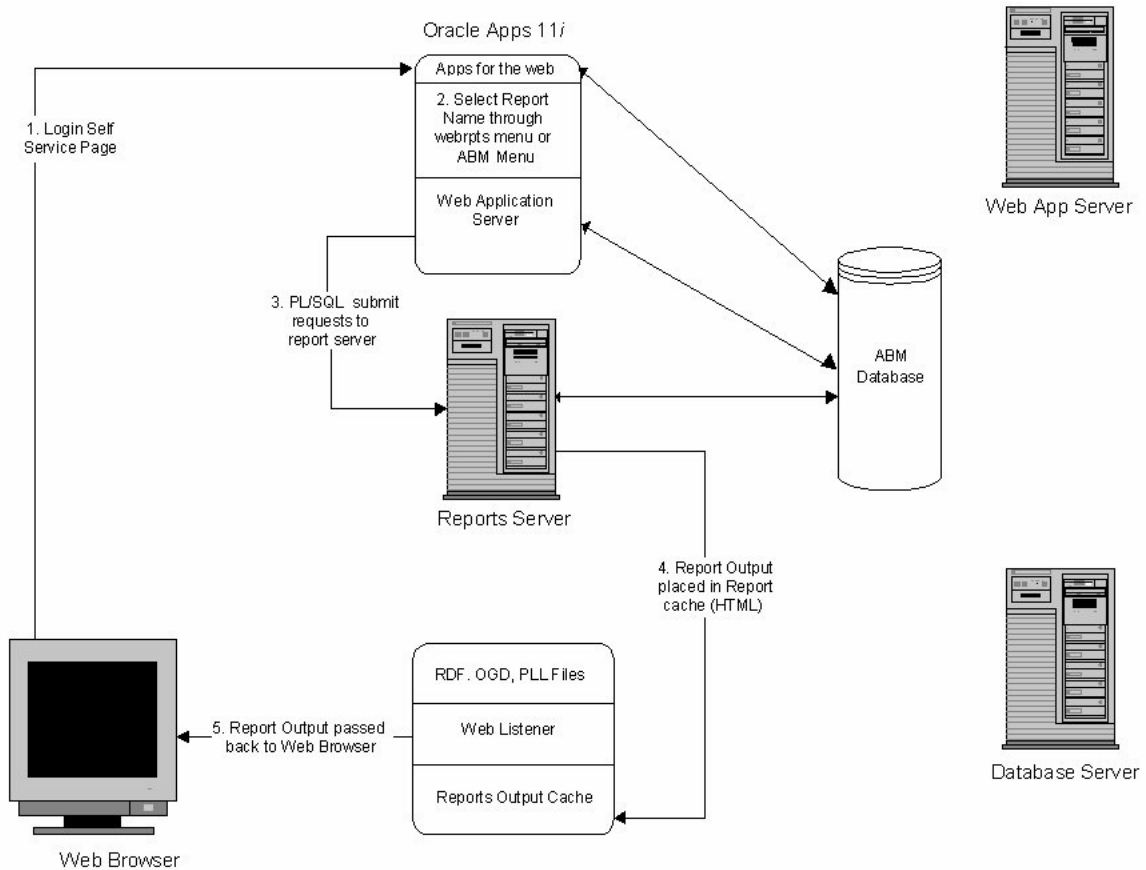 Oracle Apps 11i
Apps for the web
2. Select Report
Name through
webrpts menu or
ABM Menu
Web Application
Server
1. Login Self
Service Page
Web App Server
3. PL/SQL submit
requests to
report server
ABM
Database
Reports Server
4. Report Output
placed in Report
cache (HTML)
RDF. OGD, PLL Files
Web Listener
Reports Output Cache
5. Report Output passed
back to Web Browser
Database Server
Web Browser